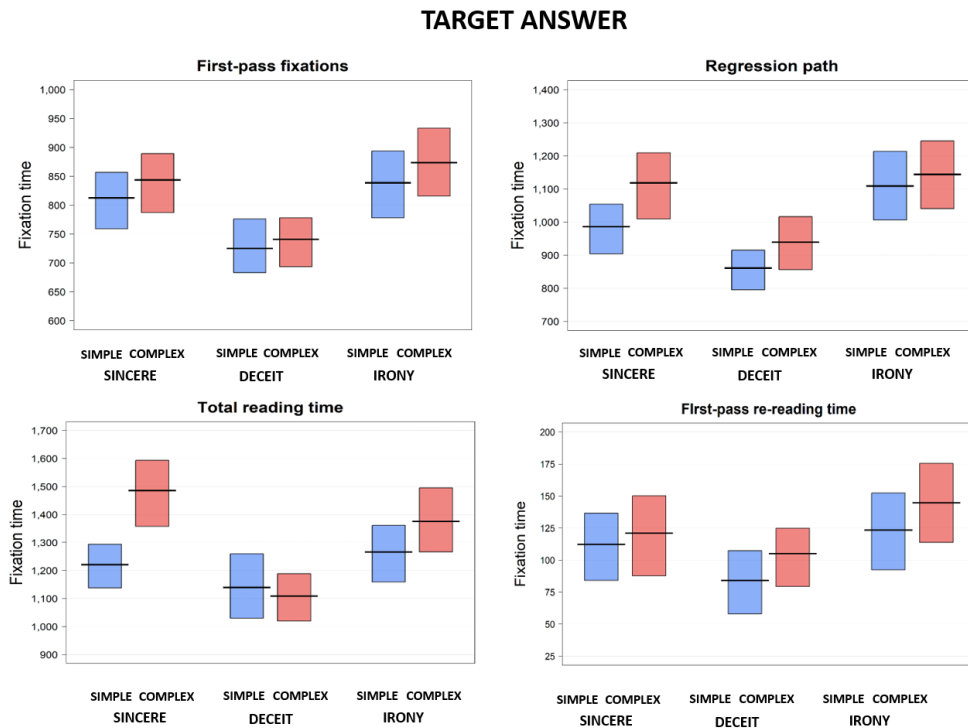 TARGET ANSWER
First-pass fixations
Fixation time
1,000
950
900
850
800
750
700
650
600
SIMPLE COMPLEX SIMPLE COMPLEX SIMPLE COMPLEX
SINCERE DECEIT IRONY
Regression path
Fixation time
1,400
1,300
1,200
1,100
1,000
900
800
700
SIMPLE COMPLEX SIMPLE COMPLEX SIMPLE COMPLEX
SINCERE DECEIT IRONY
Total reading time
Fixation time
1,700
1,600
1,500
1,400
1,300
1,200
1,100
1,000
900
SIMPLE COMPLEX SIMPLE COMPLEX SIMPLE COMPLEX
SINCERE DECEIT IRONY
FIrst-pass re-reading time
Fixation time
200
175
150
125
100
75
50
25
SIMPLE COMPLEX SIMPLE COMPLEX SIMPLE COMPLEX
SINCERE DECEIT IRONY